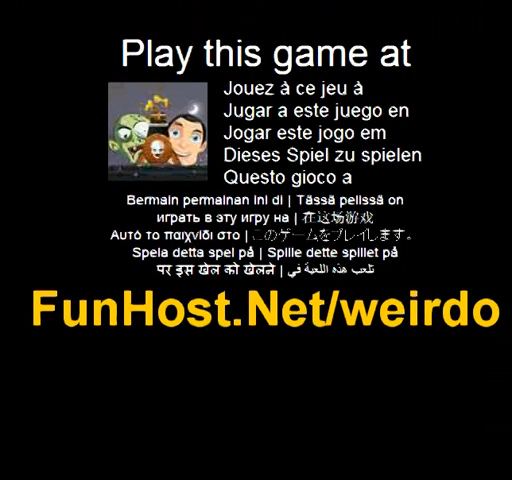 Play this game at
Jouez à ce jeu à
Jugar a este juego en
Jogar este jogo em
Dieses Spiel zu spielen
Questo gioco a
Bermain permainan ini di | Tässä pelissä on
играть в эту игру на | 在这场游戏
Αυτό το παιχνίδι στο | このゲームをプレイします。
Spela detta spel på | Spille dette spillet på
पर इस खेल को खेलने | تلعب هذه اللعبة في
FunHost.Net/weirdo